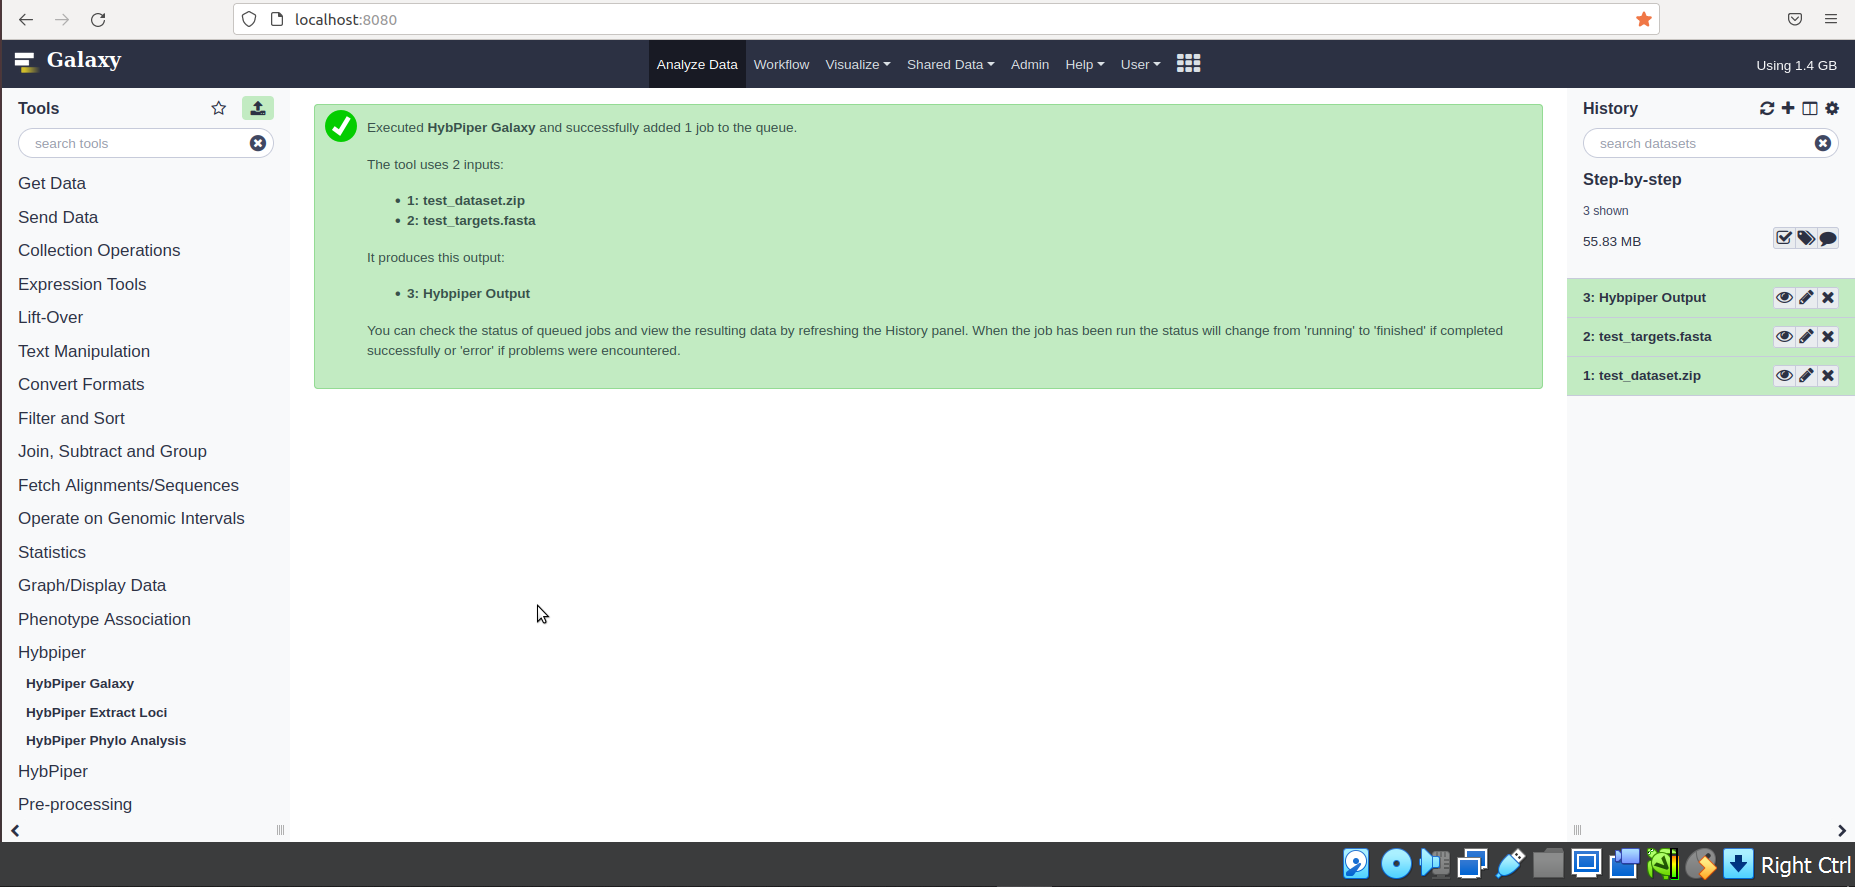 localhost:8080
Galaxy
Analyze Data Workflow Visualize Shared Data Admin Help User
Using 1.4 GB
Tools
search tools
Get Data
Send Data
Collection Operations
Expression Tools
Lift-Over
Text Manipulation
Convert Formats
Filter and Sort
Join, Subtract and Group
Fetch Alignments/Sequences
Operate on Genomic Intervals
Statistics
Graph/Display Data
Phenotype Association
Hybpiper
HybPiper Galaxy
HybPiper Extract Loci
HybPiper Phylo Analysis
HybPiper
Pre-processing
Executed HybPiper Galaxy and successfully added 1 job to the queue.
The tool uses 2 inputs:
• 1: test_dataset.zip
• 2: test_targets.fasta
It produces this output:
• 3: Hybpiper Output
You can check the status of queued jobs and view the resulting data by refreshing the History panel. When the job has been run the status will change from 'running' to 'finished' if completed
successfully or 'error' if problems were encountered.
History
search datasets
Step-by-step
3 shown
55.83 MB
3: Hybpiper Output
2: test_targets.fasta
1: test_dataset.zip
Right Ctrl